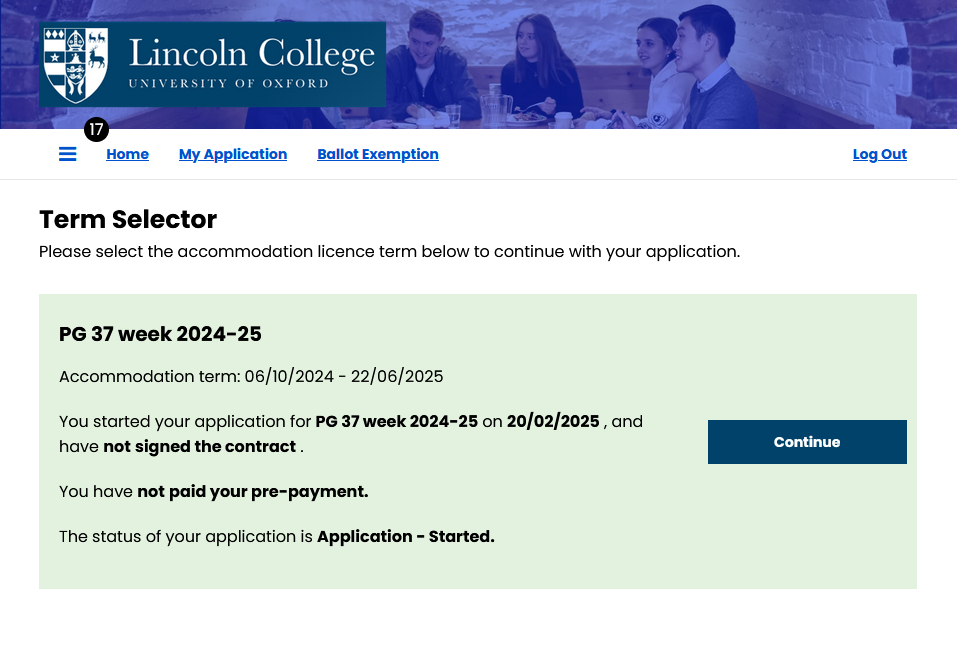 Lincoln College
UNIVERSITY OF OXFORD
17
Home My Application Ballot Exemption Log Out
Term Selector
Please select the accommodation licence term below to continue with your application.
PG 37 week 2024-25
Accommodation term: 06/10/2024 - 22/06/2025
You started your application for PG 37 week 2024-25 on 20/02/2025 , and
have not signed the contract .
Continue
You have not paid your pre-payment.
The status of your application is Application - Started.